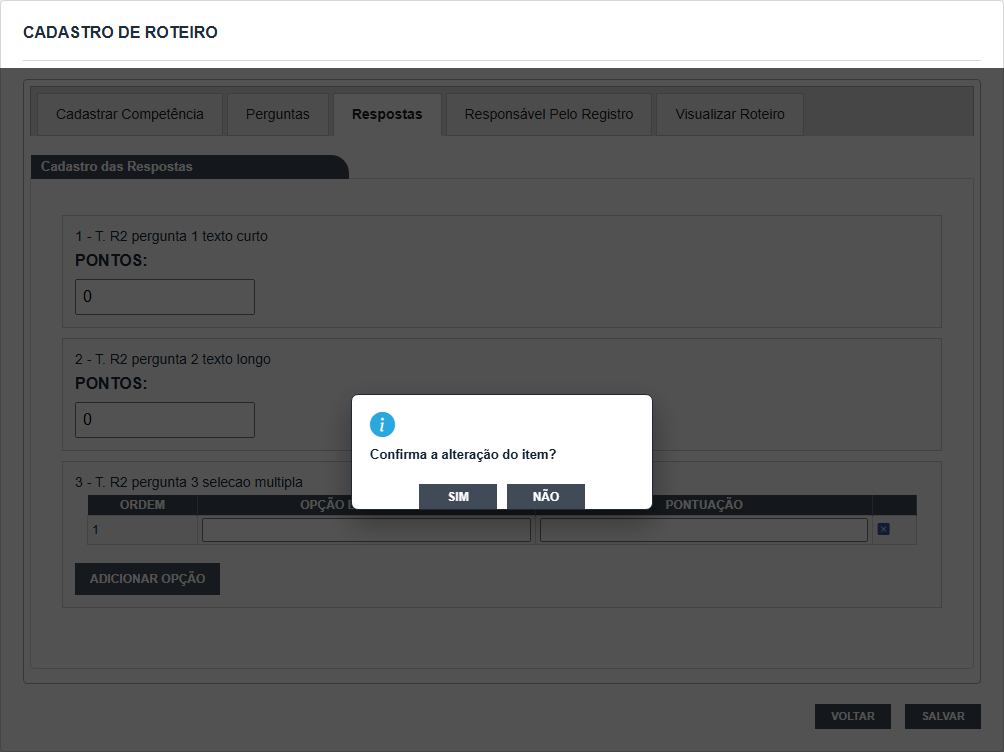 CADASTRO DE ROTEIRO
Cadastrar Competência Perguntas Respostas Responsável Pelo Registro Visualizar Roteiro
Cadastro das Respostas
1 - T. R2 pergunta 1 texto curto
PONTOS:
0
2 - T. R2 pergunta 2 texto longo
PONTOS:
0
i
Confirma a alteração do item?
SIM NÃO
3 - T. R2 pergunta 3 selecao multipla
ORDEM OPÇÃO PONTUAÇÃO
1
ADICIONAR OPÇÃO
VOLTAR SALVAR